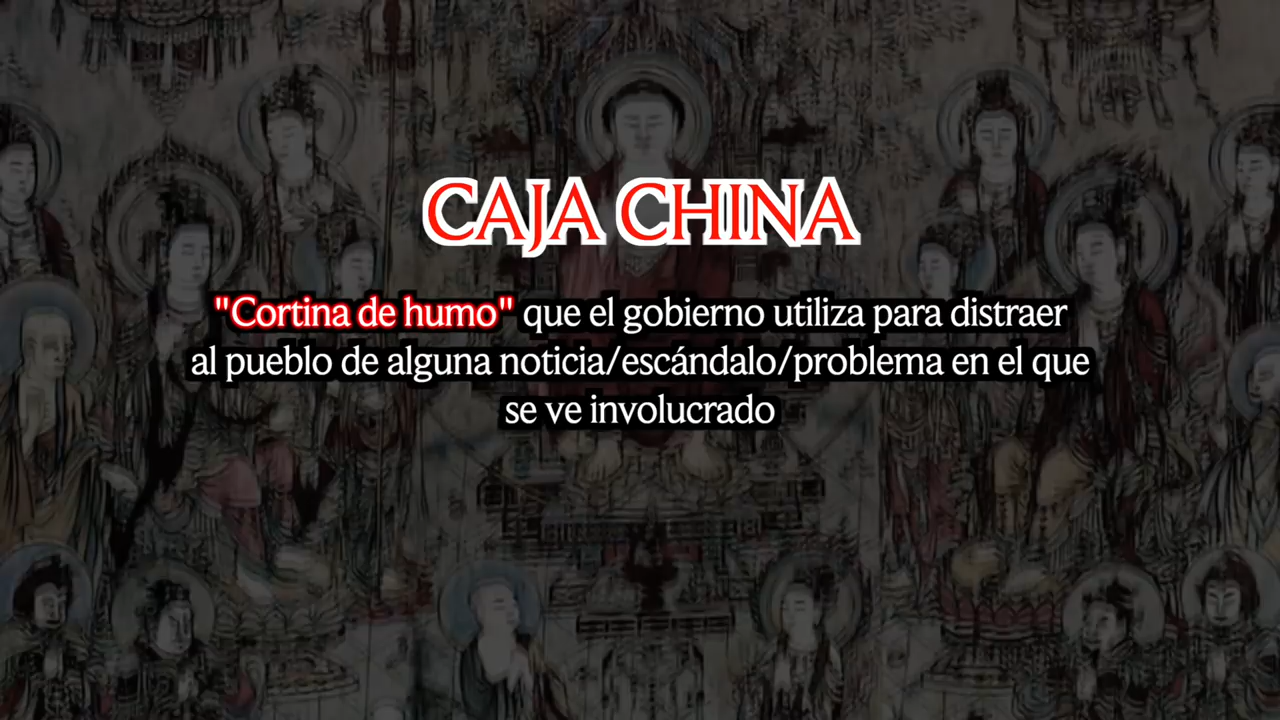 CAJA CHINA
"Cortina de humo" que el gobierno utiliza para distraer
al pueblo de alguna noticia/escándalo/problema en el que
se ve involucrado